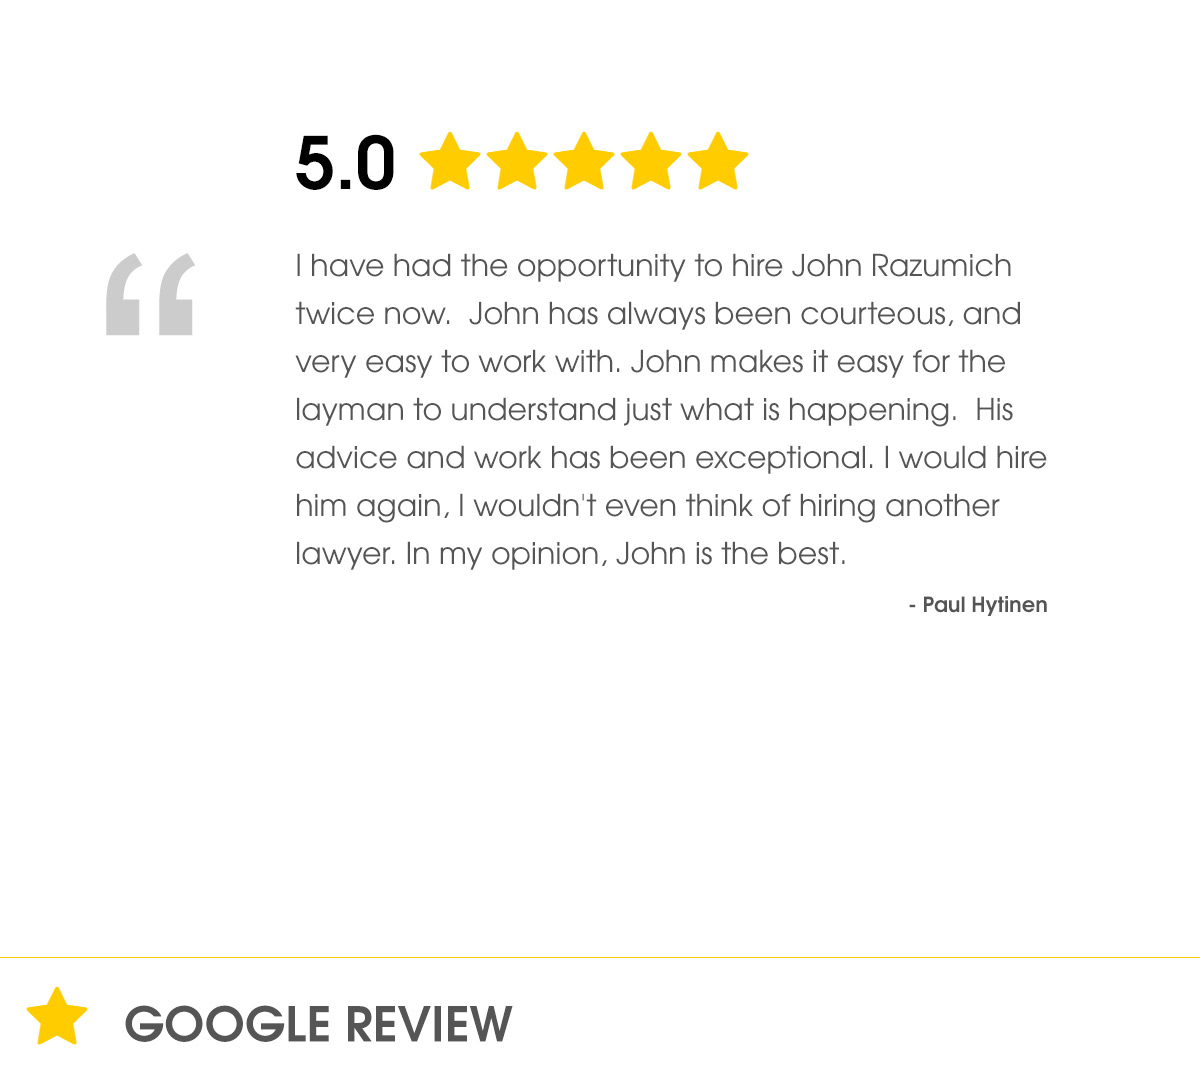 5.0
I have had the opportunity to hire John Razumich
twice now.  John has always been courteous, and
very easy to work with. John makes it easy for the
layman to understand just what is happening.  His
advice and work has been exceptional. I would hire
him again, I wouldn't even think of hiring another
lawyer. In my opinion, John is the best.
- Paul Hytinen
GOOGLE REVIEW